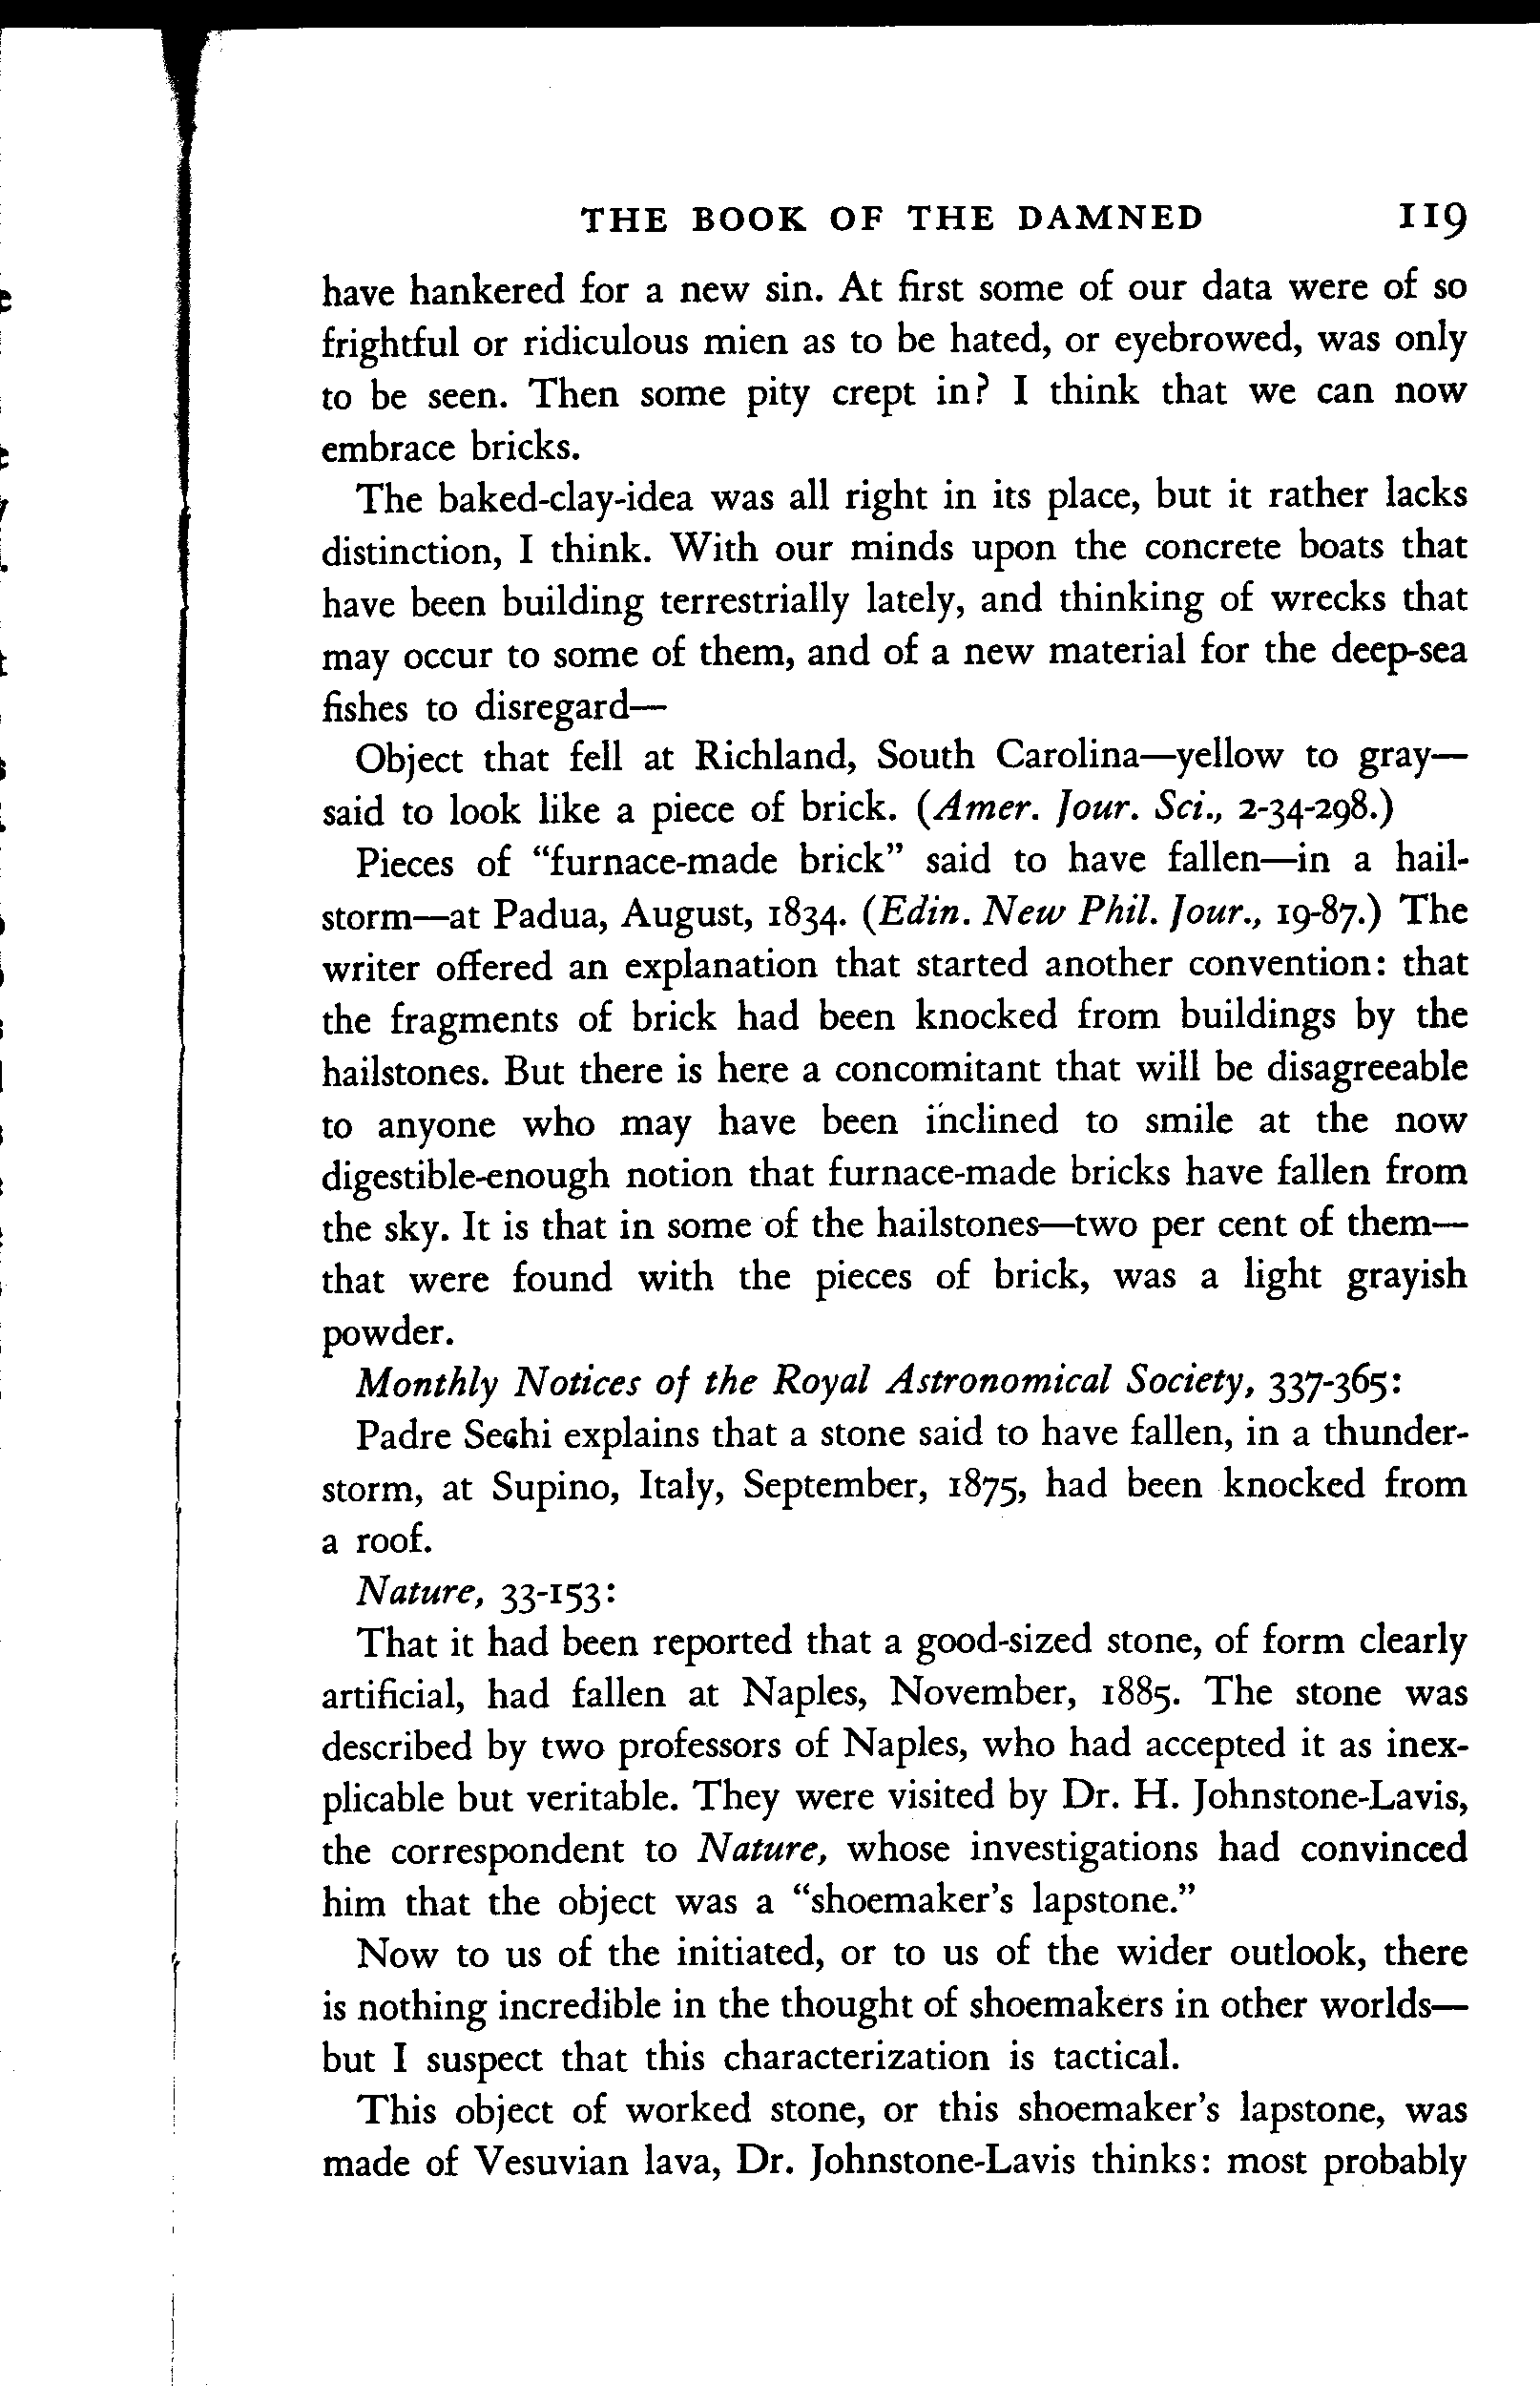 THE BOOK OF THE DAMNED 119
have hankered for a new sin. At first some of our data were of so
frightful or ridiculous mien as to be hated, or eyebrowed, was only
to be seen. Then some pity crept in? I think that we can now
embrace bricks.
The baked-clay-idea was all right in its place, but it rather lacks
distinction, I think. With our minds upon the concrete boats that
have been building terrestrially lately, and thinking of wrecks that
may occur to some of them, and of a new material for the deep-sea
fishes to disregard—
Object that fell at Richland, South Carolina—yellow to gray—
said to look like a piece of brick. (Amer. Jour. Sci., 2-34-298.)
Pieces of "furnace-made brick" said to have fallen—in a hail-
storm—at Padua, August, 1834. (Edin. New Phil. Jour., 19-87.) The
writer offered an explanation that started another convention: that
the fragments of brick had been knocked from buildings by the
hailstones. But there is here a concomitant that will be disagreeable
to anyone who may have been inclined to smile at the now
digestible-enough notion that furnace-made bricks have fallen from
the sky. It is that in some of the hailstones—two per cent of them—
that were found with the pieces of brick, was a light grayish
powder.
Monthly Notices of the Royal Astronomical Society, 337-365:
Padre Sechi explains that a stone said to have fallen, in a thunder-
storm, at Supino, Italy, September, 1875, had been knocked from
a roof.
Nature, 33-153:
That it had been reported that a good-sized stone, of form clearly
artificial, had fallen at Naples, November, 1885. The stone was
described by two professors of Naples, who had accepted it as inex-
plicable but veritable. They were visited by Dr. H. Johnstone-Lavis,
the correspondent to Nature, whose investigations had convinced
him that the object was a "shoemaker's lapstone."
Now to us of the initiated, or to us of the wider outlook, there
is nothing incredible in the thought of shoemakers in other worlds—
but I suspect that this characterization is tactical.
This object of worked stone, or this shoemaker's lapstone, was
made of Vesuvian lava, Dr. Johnstone-Lavis thinks: most probably